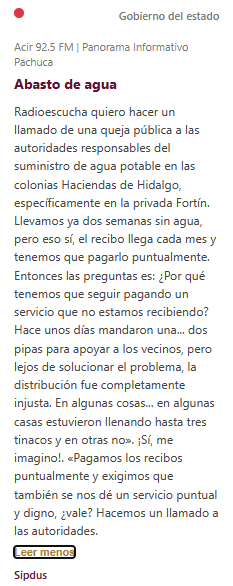 Gobierno del estado
Acir 92.5 FM | Panorama Informativo
Pachuca
Abasto de agua
Radioescucha quiero hacer un
llamado de una queja pública a las
autoridades responsables del
suministro de agua potable en las
colonias Haciendas de Hidalgo,
específicamente en la privada Fortín.
Llevamos ya dos semanas sin agua,
pero eso sí, el recibo llega cada mes y
tenemos que pagarlo puntualmente.
Entonces las preguntas es: ¿Por qué
tenemos que seguir pagando un
servicio que no estamos recibiendo?
Hace unos días mandaron una... dos
pipas para apoyar a los vecinos, pero
lejos de solucionar el problema, la
distribución fue completamente
injusta. En algunas cosas... en algunas
casas estuvieron llenando hasta tres
tinacos y en otras no». ¡Sí, me
imagino!. «Pagamos los recibos
puntualmente y exigimos que
también se nos dé un servicio puntual
y digno, ¿vale? Hacemos un llamado a
las autoridades.
Leer menos
Sipdus